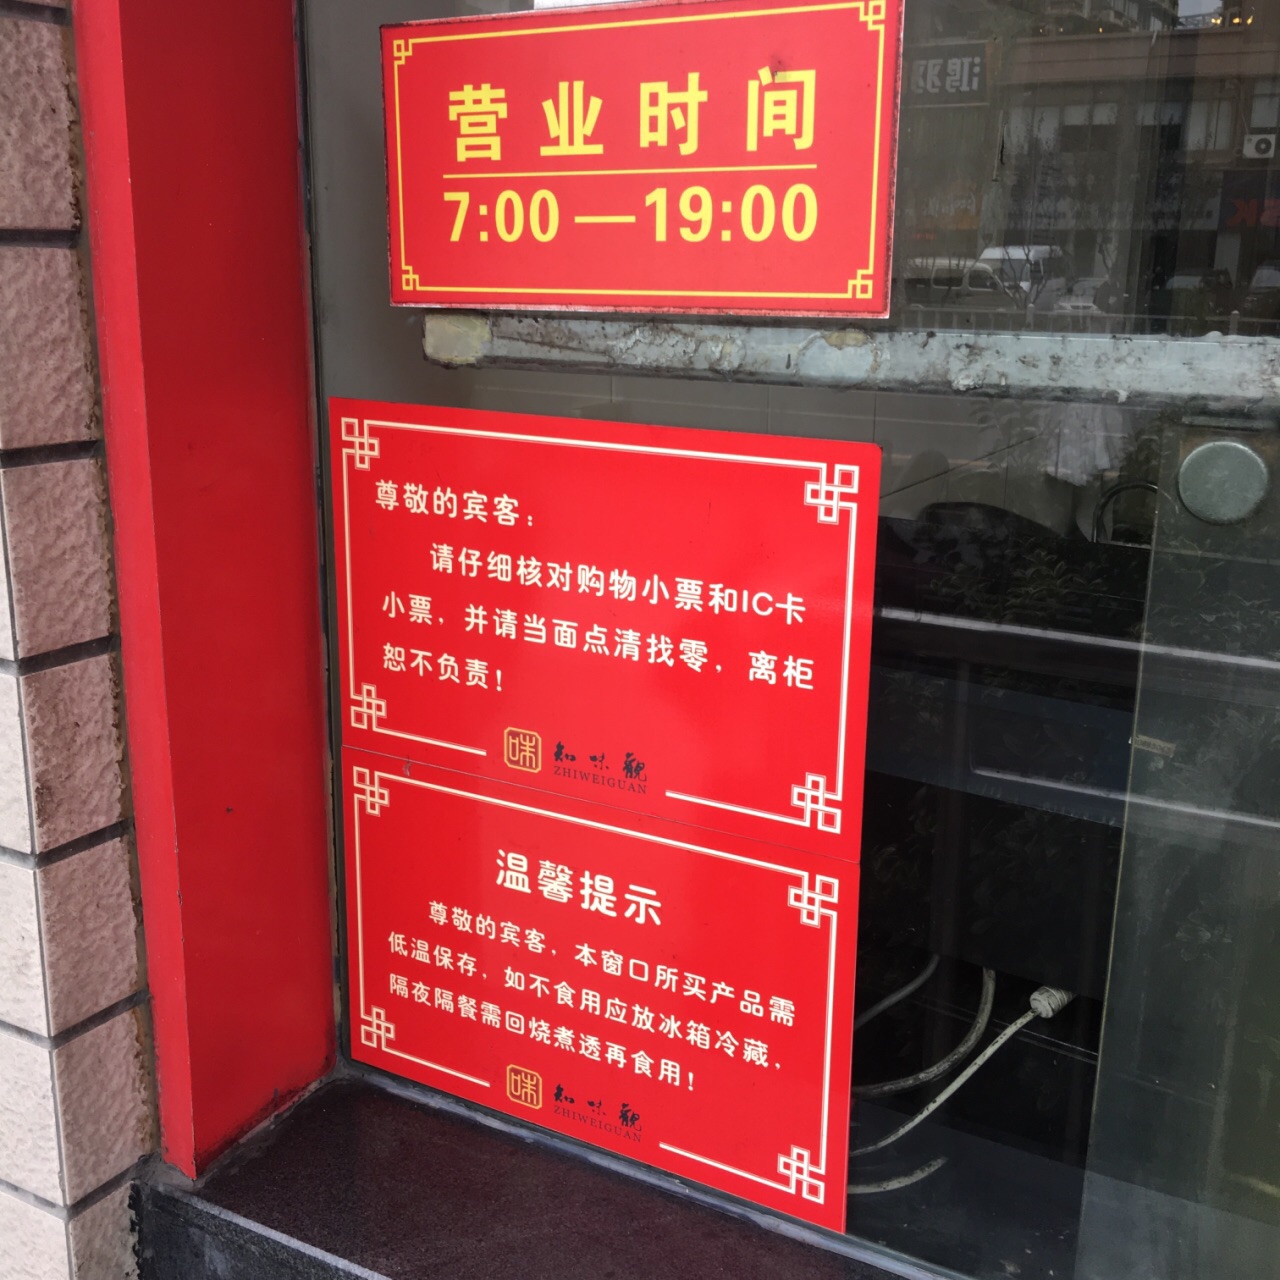 营业时间
7:00—19:00
尊敬的宾客：
请仔细核对购物小票和IC卡
小票，并请当面点清找零，离柜
恕不负责！
味 知味觀
ZHIWEIGUAN
温馨提示
尊敬的宾客，本窗口所买产品需
低温保存，如不食用应放冰箱冷藏，
隔夜隔餐需回烧煮透再食用！
味 知味觀
ZHIWEIGUAN